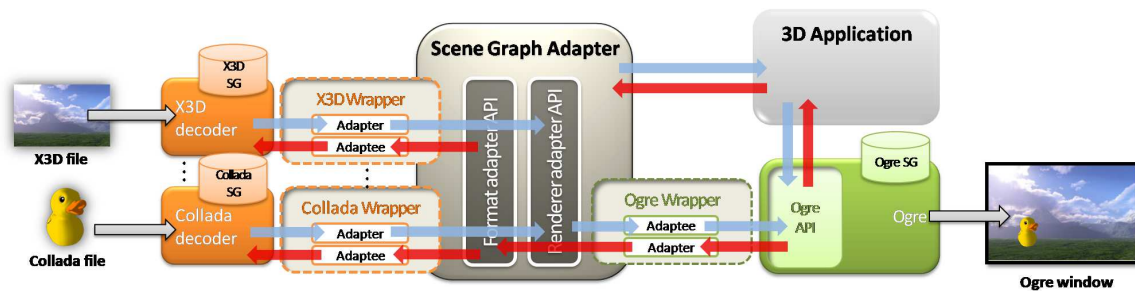 Scene Graph Adapter
3D Application
X3D
SG
X3D
decoder
X3D Wrapper
Adapter
Adaptee
Format adapter API
Renderer adapter API
X3D file
Collada
SG
Collada
decoder
Collada Wrapper
Adapter
Adaptee
Collada file
Ogre Wrapper
Adaptee
Adapter
Ogre SG
Ogre
API
Ogre
Ogre window